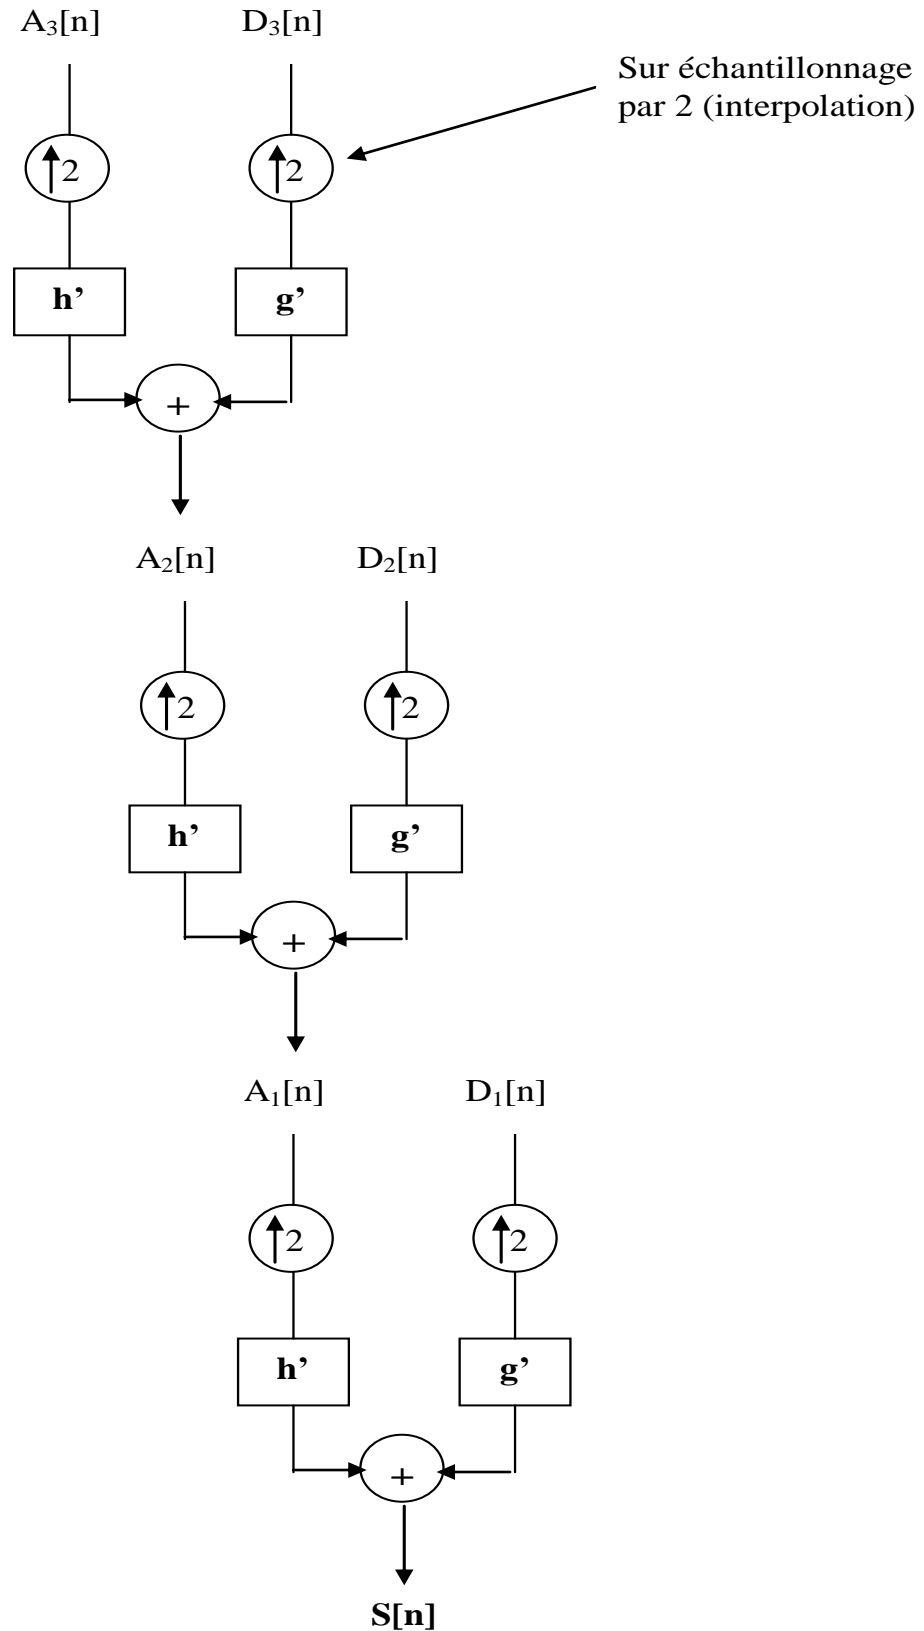 A₃[n] D₃[n]
Sur échantillonnage
par 2 (interpolation)
2 2
h’ g’
+
A₂[n] D₂[n]
2 2
h’ g’
+
A₁[n] D₁[n]
2 2
h’ g’
+
S[n]